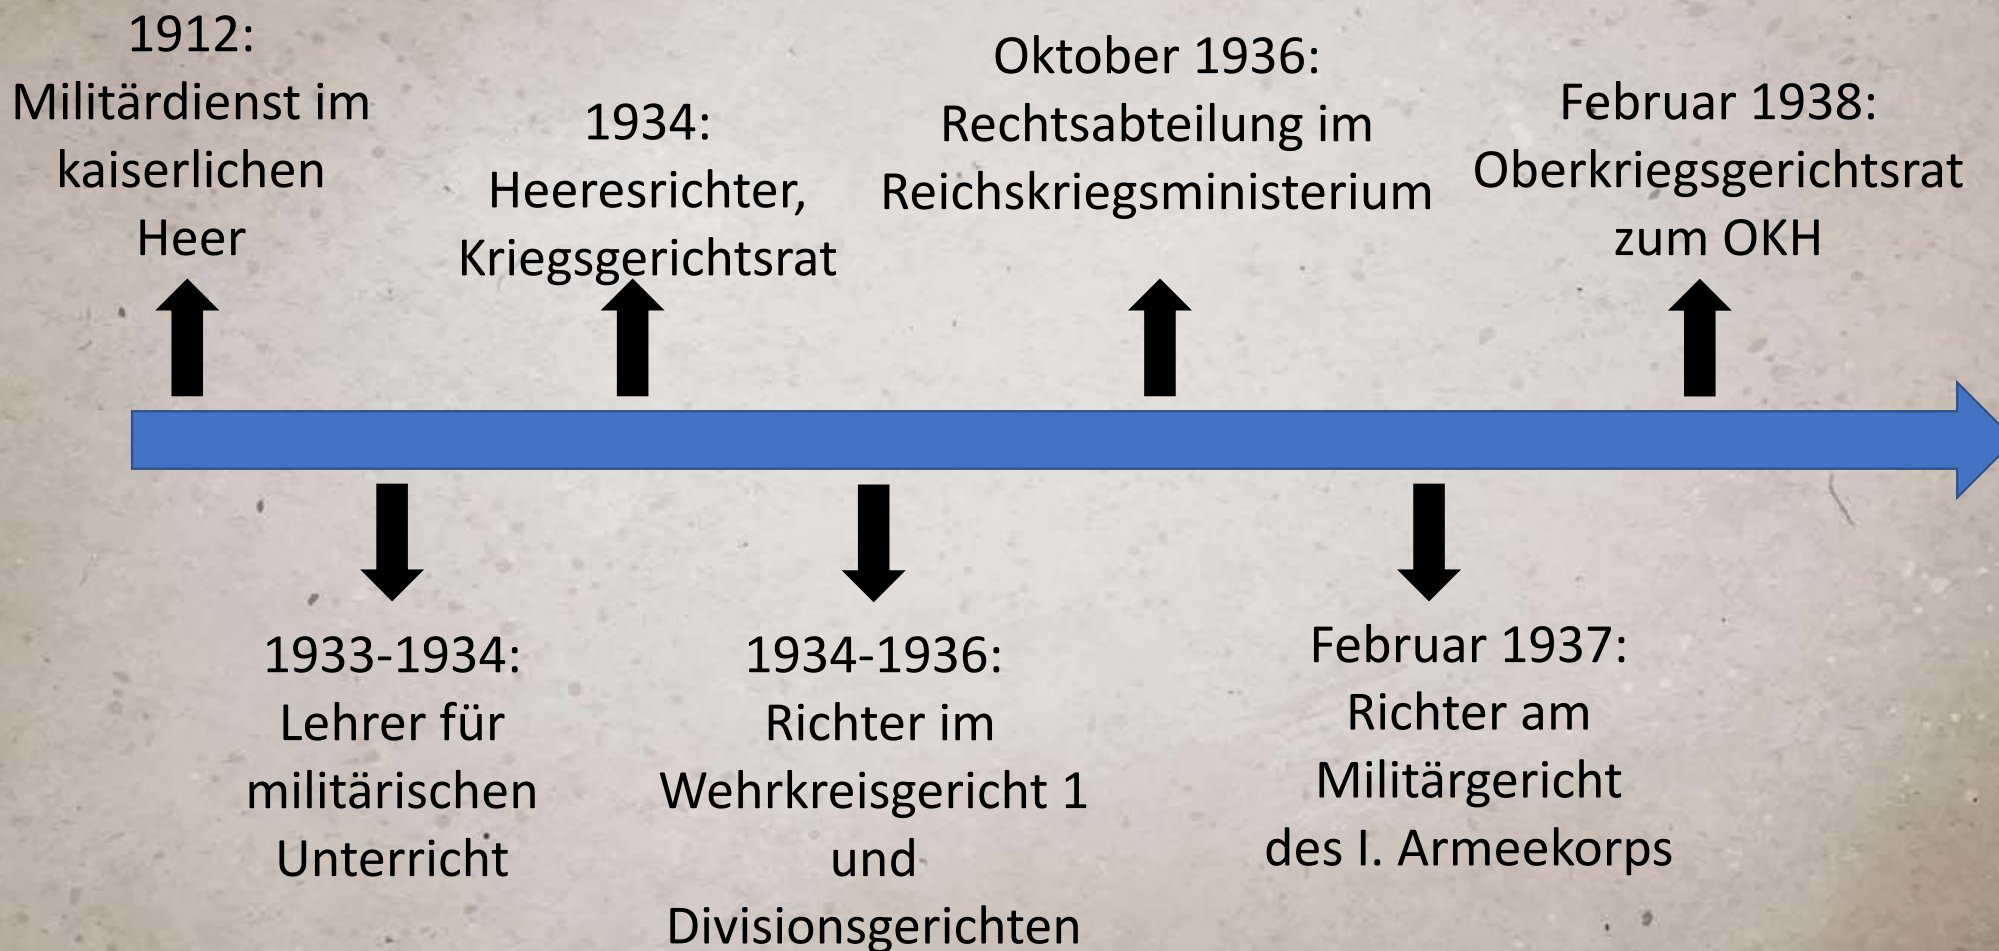 1912:
Militärdienst im
kaiserlichen
Heer
1933-1934:
Lehrer für
militärischen
Unterricht
1934:
Heeresrichter,
Kriegsgerichtsrat
1934-1936:
Richter im
Wehrkreisgericht 1
und
Divisionsgerichten
Oktober 1936:
Rechtsabteilung im
Reichskriegsministerium
Februar 1937:
Richter am
Militärgericht
des I. Armeekorps
Februar 1938:
Oberkriegsgerichtsrat
zum OKH